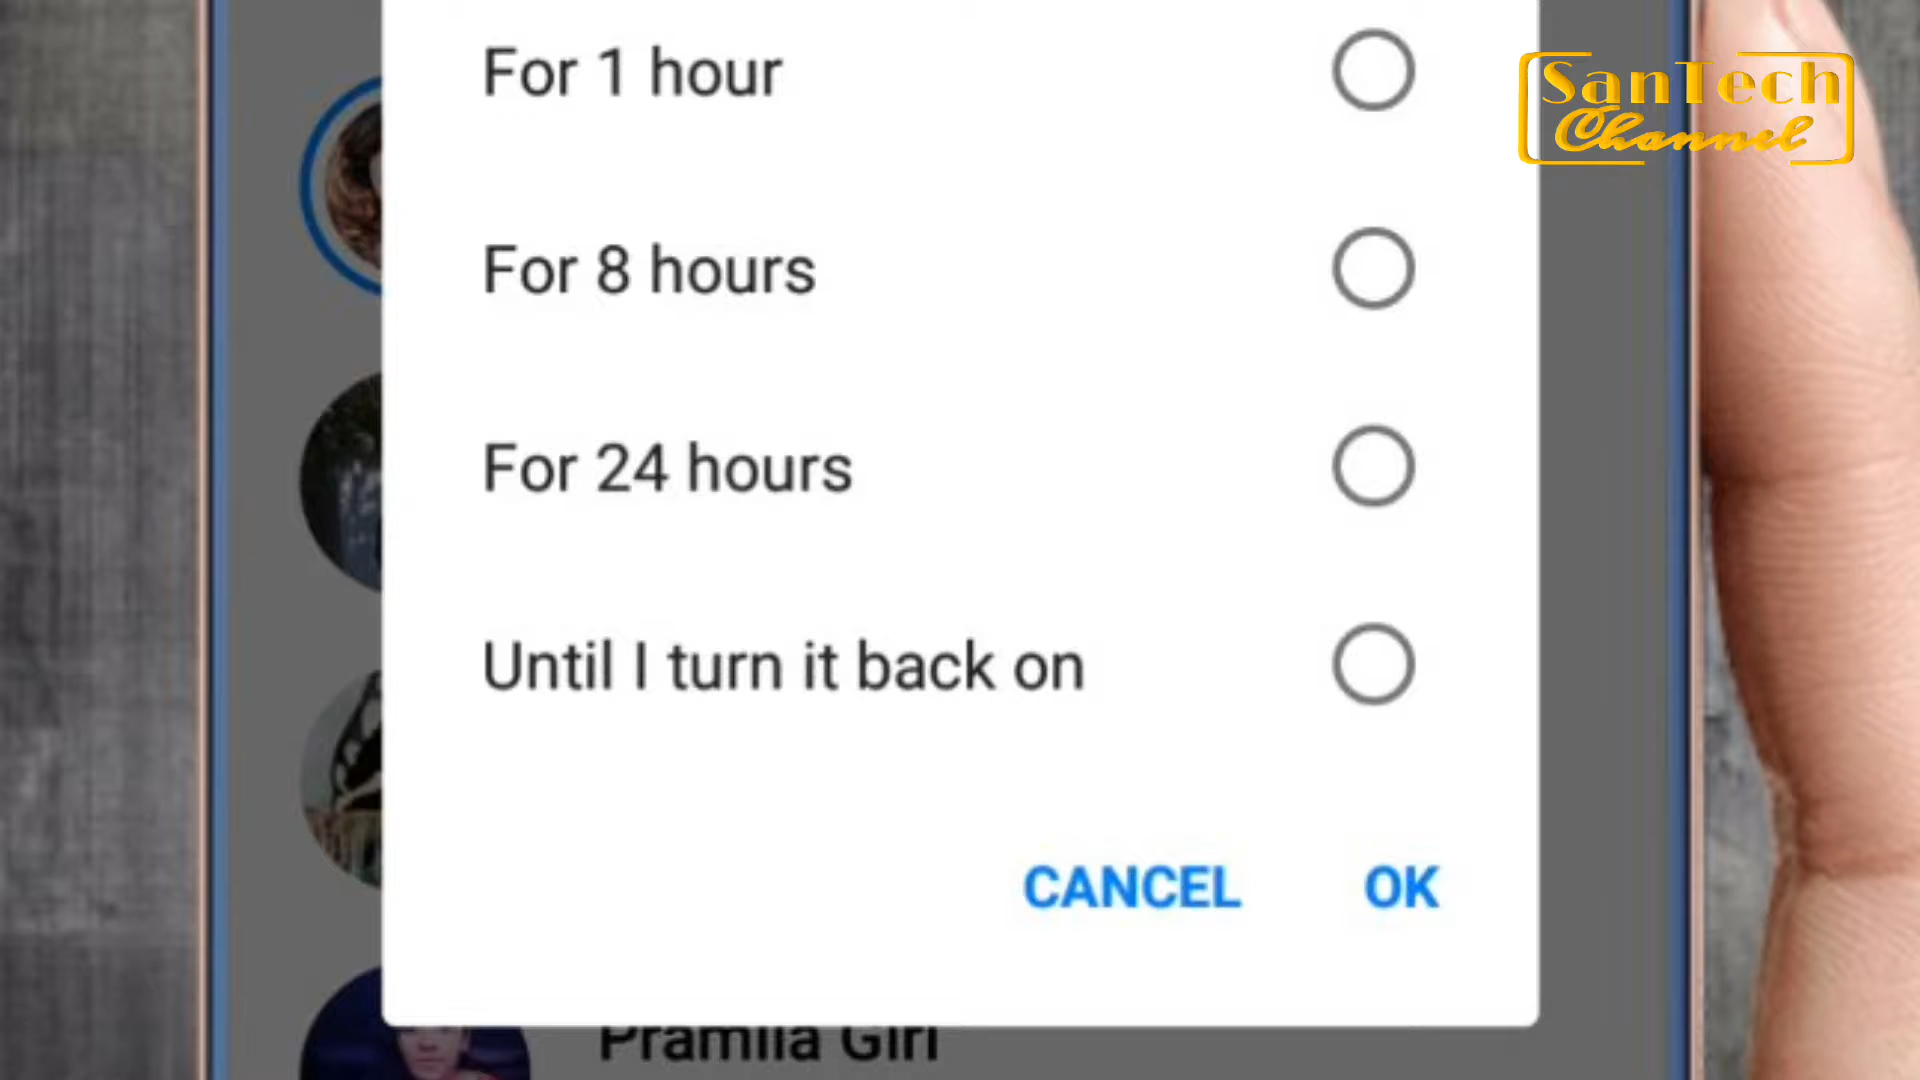 For 1 hour
SanTech
Channel
For 8 hours
For 24 hours
Until I turn it back on
CANCEL OK
Pramila Girl